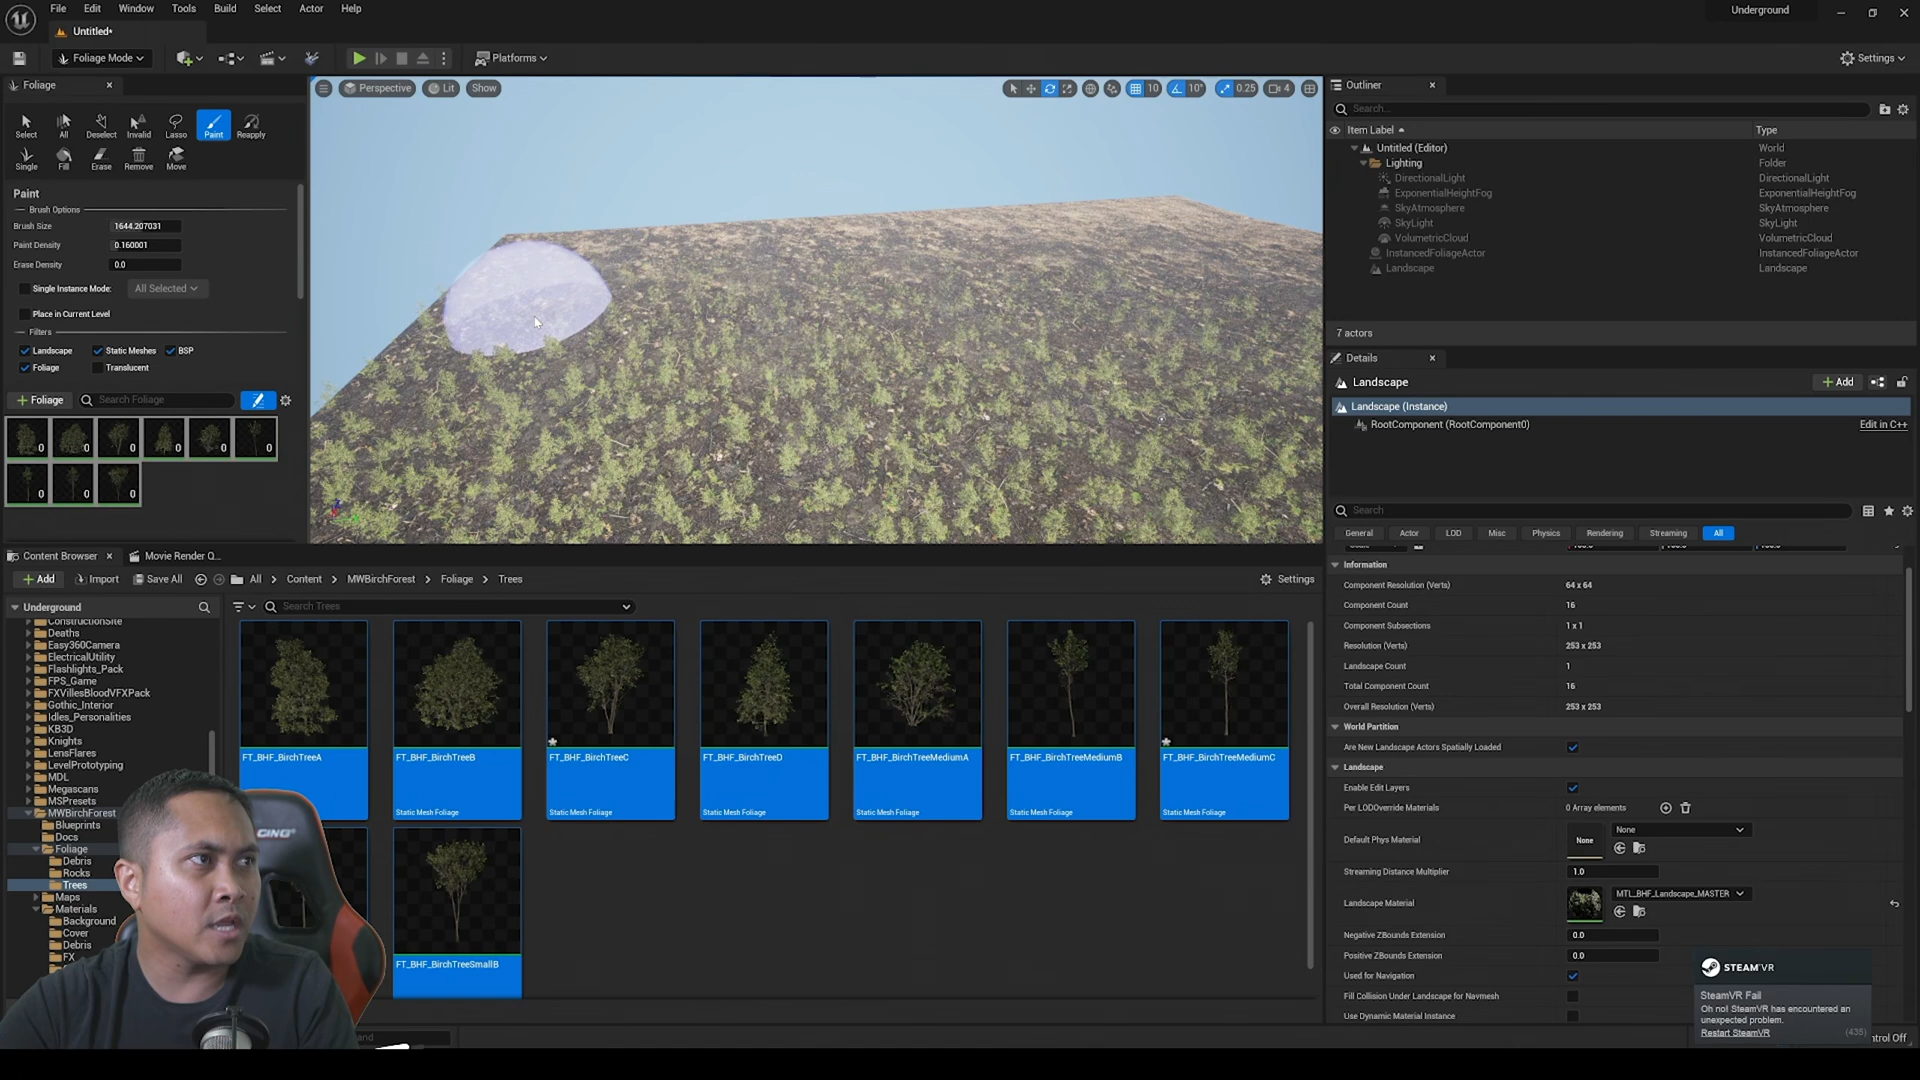 File Edit Window Tools Build Select Actor Help
Underground
Untitled*
Foliage Mode
Platforms
Settings
Foliage
Select All Deselect Invalid Lasso Paint Reapply
Single Fill Erase Remove Move
Paint
Brush Options
Brush Size 1644.207031
Paint Density 0.160001
Erase Density 0.0
Single Instance Mode: All Selected
Place in Current Level
Filters
Landscape Static Meshes BSP
Foliage Translucent
+ Foliage Search Foliage
0 0 0 0 0 0
0 0 0
Perspective Lit Show
10 10° 0.25 4
Outliner
Search...
Item Label Type
Untitled (Editor) World
Lighting Folder
DirectionalLight DirectionalLight
ExponentialHeightFog ExponentialHeightFog
SkyAtmosphere SkyAtmosphere
SkyLight SkyLight
VolumetricCloud VolumetricCloud
InstancedFoliageActor InstancedFoliageActor
Landscape Landscape
7 actors
Details
Landscape
+ Add
Landscape (Instance)
RootComponent (RootComponent0) Edit in C++
Search
General Actor LOD Misc Physics Rendering Streaming All
Information
Component Resolution (Verts) 64 x 64
Component Count 16
Component Subsections 1 x 1
Resolution (Verts) 253 x 253
Landscape Count 1
Total Component Count 16
Overall Resolution (Verts) 253 x 253
World Partition
Are New Landscape Actors Spatially Loaded
Landscape
Enable Edit Layers
Per LODOverride Materials 0 Array elements
Default Phys Material None None
Streaming Distance Multiplier 1.0
Landscape Material MTL_BHF_Landscape_MASTER
Negative ZBounds Extension 0.0
Positive ZBounds Extension 0.0
Used for Navigation
Fill Collision Under Landscape for Navmesh
Use Dynamic Material Instance
Content Browser Movie Render Q...
+ Add Import Save All All > Content > MWBirchForest > Foliage > Trees Settings
Underground
Search Trees
ConstructionSite
Deaths
Easy360Camera
ElectricalUtility
Flashlights_Pack
FPS_Game
FXVillesBloodVFXPack
Gothic_Interior
Idles_Personalities
KB3D
Knights
LensFlares
LevelPrototyping
MDL
Megascans
MSPresets
MWBirchForest
Blueprints
Docs
Foliage
Debris
Rocks
Trees
Maps
Materials
Background
Cover
Debris
FX
FT_BHF_BirchTreeA FT_BHF_BirchTreeB FT_BHF_BirchTreeC FT_BHF_BirchTreeD FT_BHF_BirchTreeMediumA FT_BHF_BirchTreeMediumB FT_BHF_BirchTreeMediumC
Static Mesh Foliage Static Mesh Foliage Static Mesh Foliage Static Mesh Foliage Static Mesh Foliage Static Mesh Foliage
FT_BHF_BirchTreeSmallB
STEAM VR
SteamVR Fail
Oh no! SteamVR has encountered an
unexpected problem.
Restart SteamVR (435)